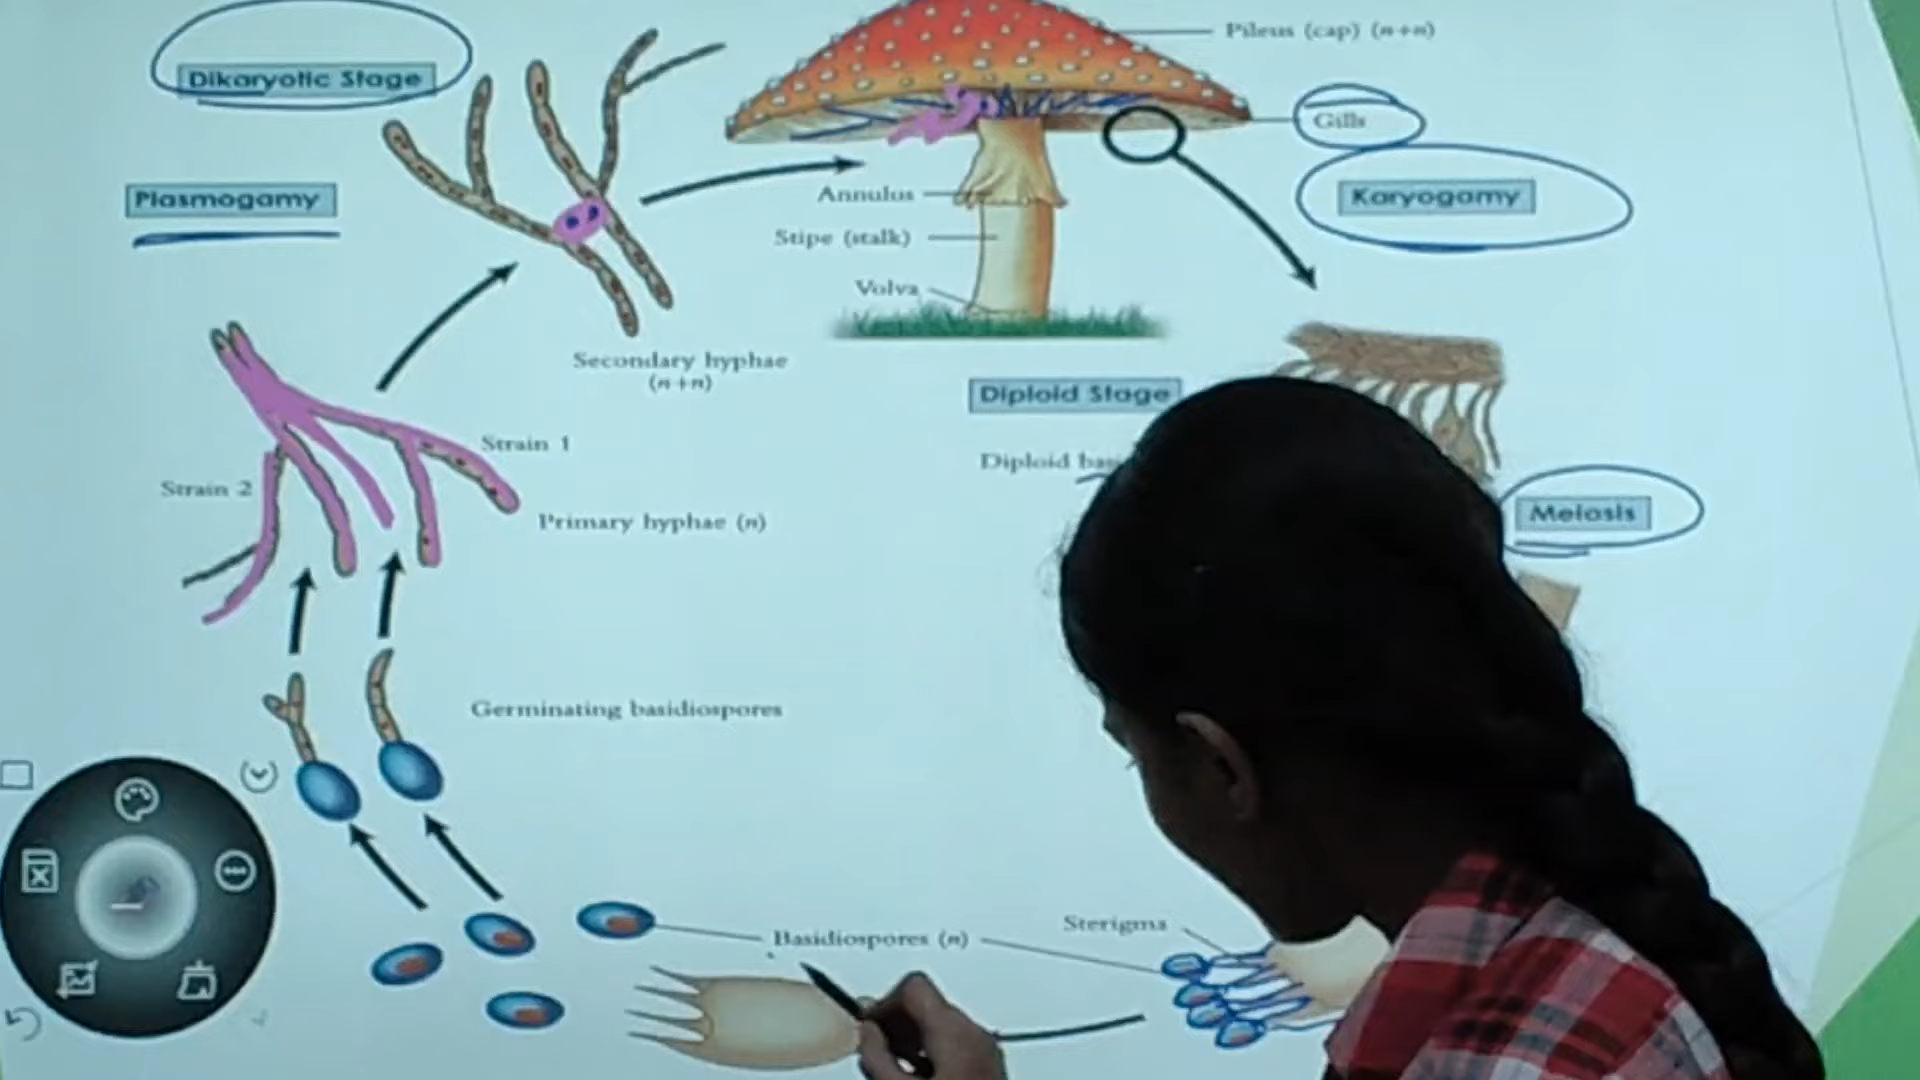 Dikaryotic Stage
Pileus (cap) (n+n)
Gills
Plasmogamy
Annulus
Karyogamy
Stipe (stalk)
Volva
Secondary hyphae
(n+n)
Diploid Stage
Strain 1
Diploid
Strain 2
Meiosis
Primary hyphae (n)
Germinating basidiospores
Sterigma
Basidiospores (n)